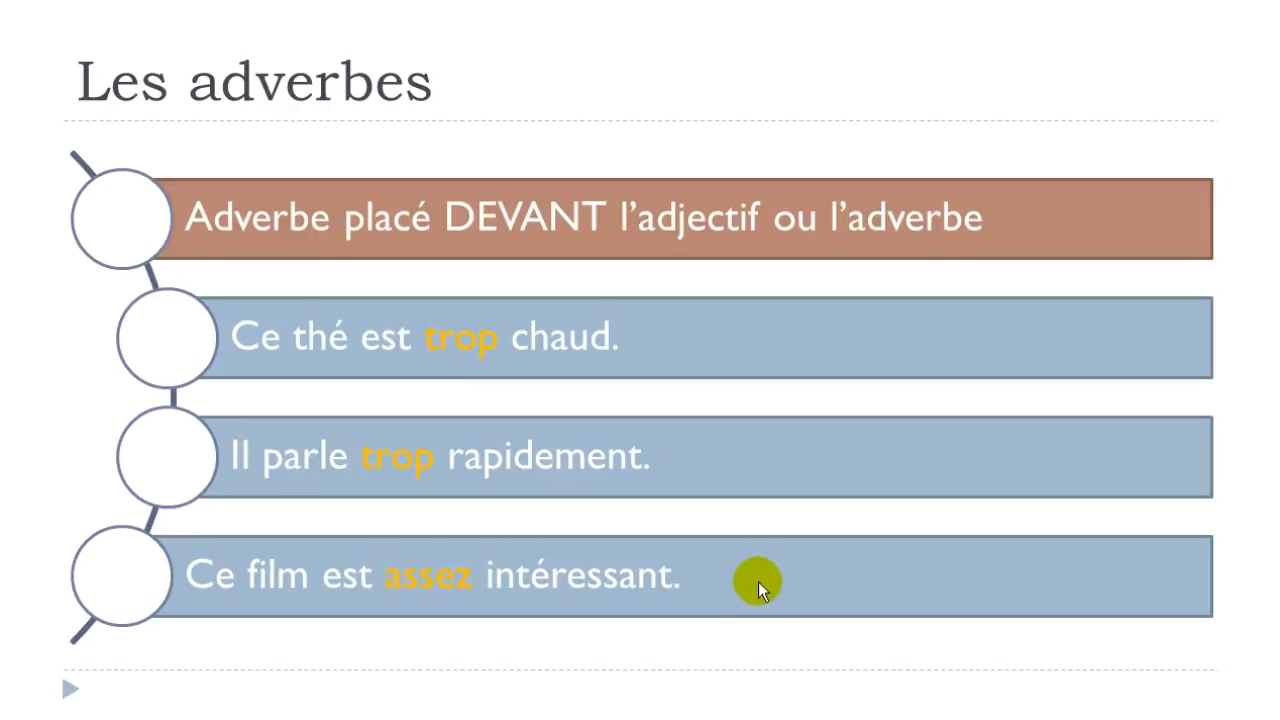 Les adverbes
Adverbe placé DEVANT l’adjectif ou l’adverbe
Ce thé est trop chaud.
Il parle trop rapidement.
Ce film est assez intéressant.